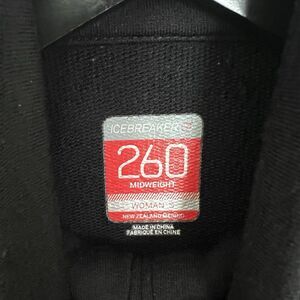 ICEBREAKER
260
MIDWEIGHT
WOMAN S
NEW ZEALAND MERINO
MADE IN CHINA
FABRIQUÉ EN CHINE